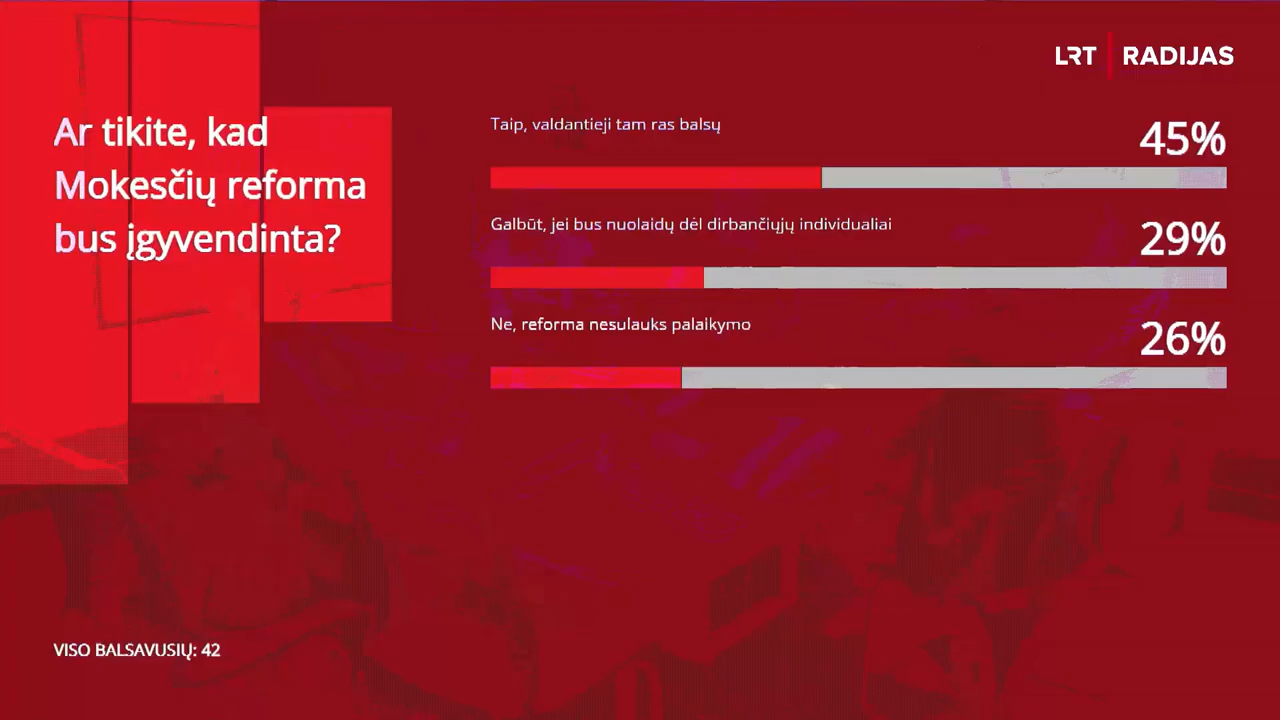 LRT | RADIJAS
Ar tikite, kad
Mokesčių reforma
bus įgyvendinta?
Taip, valdantieji tam ras balsų
45%
Galbūt, jei bus nuolaidų dėl dirbančiųjų individualiai
29%
Ne, reforma nesulauks palaikymo
26%
VISO BALSAVUSIŲ: 42